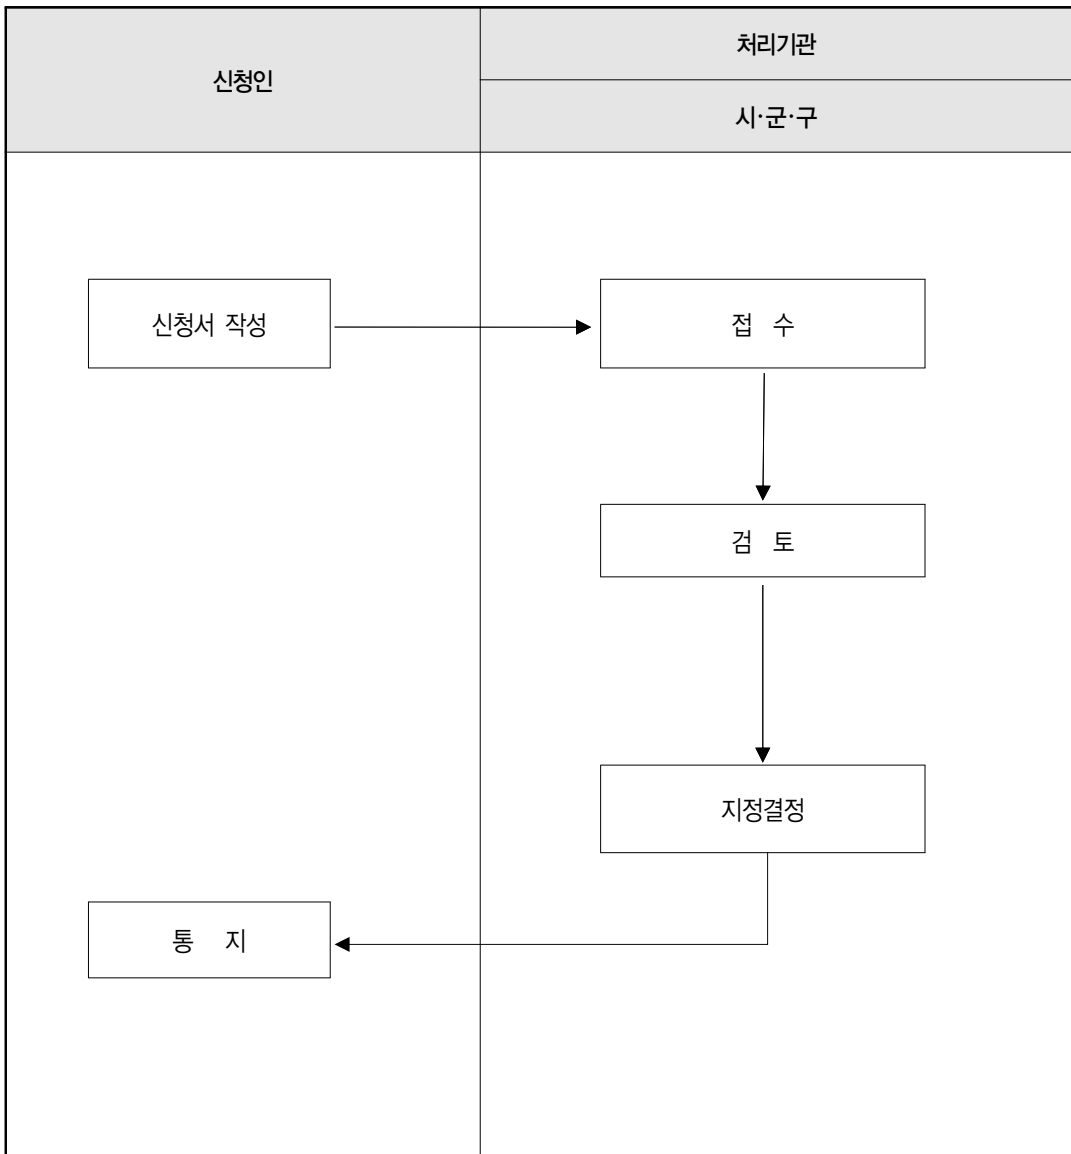 신청인
처리기관
시·군·구
신청서 작성
접 수
검 토
지정결정
통 지